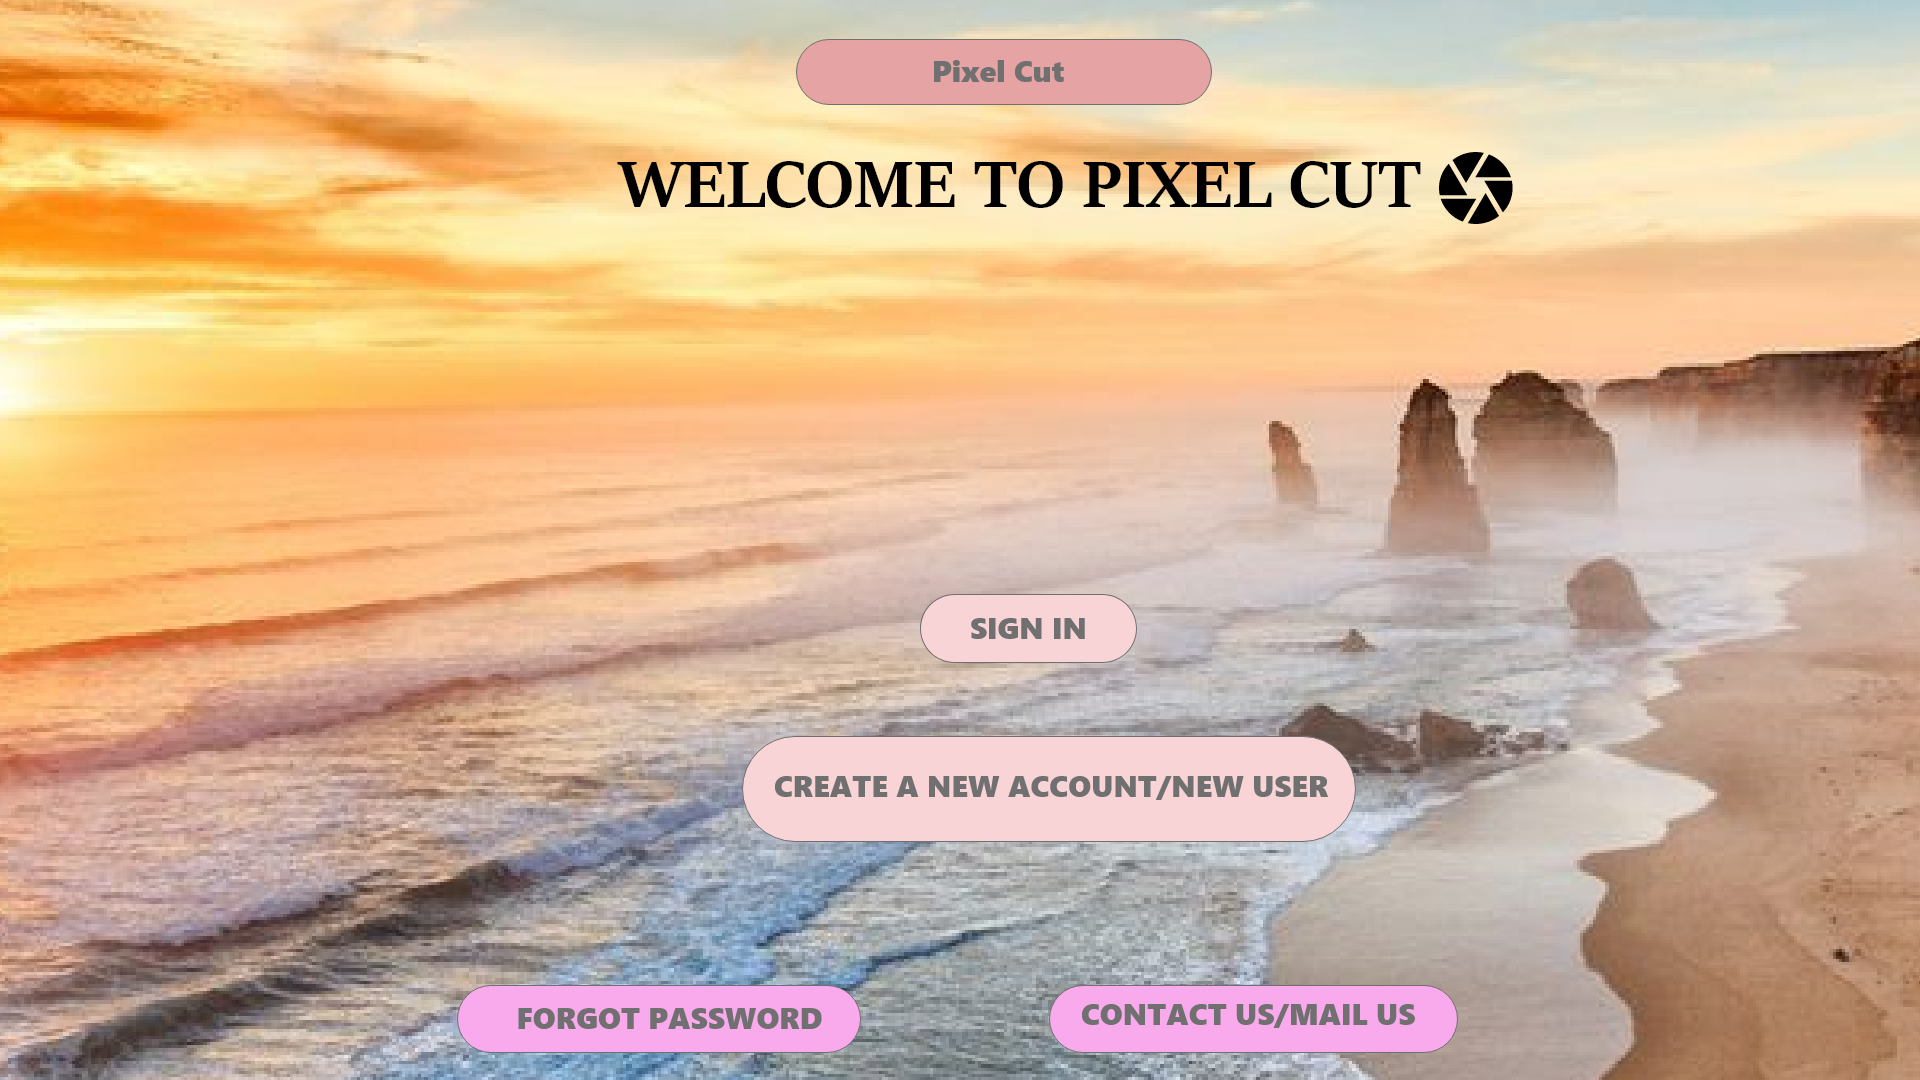 Pixel Cut
WELCOME TO PIXEL CUT
SIGN IN
CREATE A NEW ACCOUNT/NEW USER
FORGOT PASSWORD
CONTACT US/MAIL US